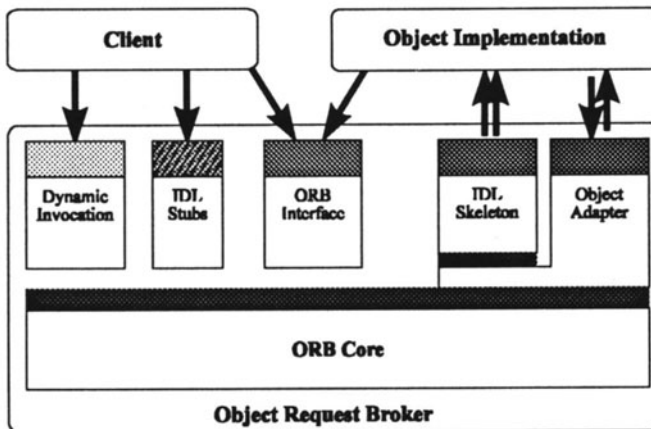 Client
Object Implementation
Dynamic
Invocation
IDL
Stubs
ORB
Interface
IDL
Skeleton
Object
Adapter
ORB Core
Object Request Broker